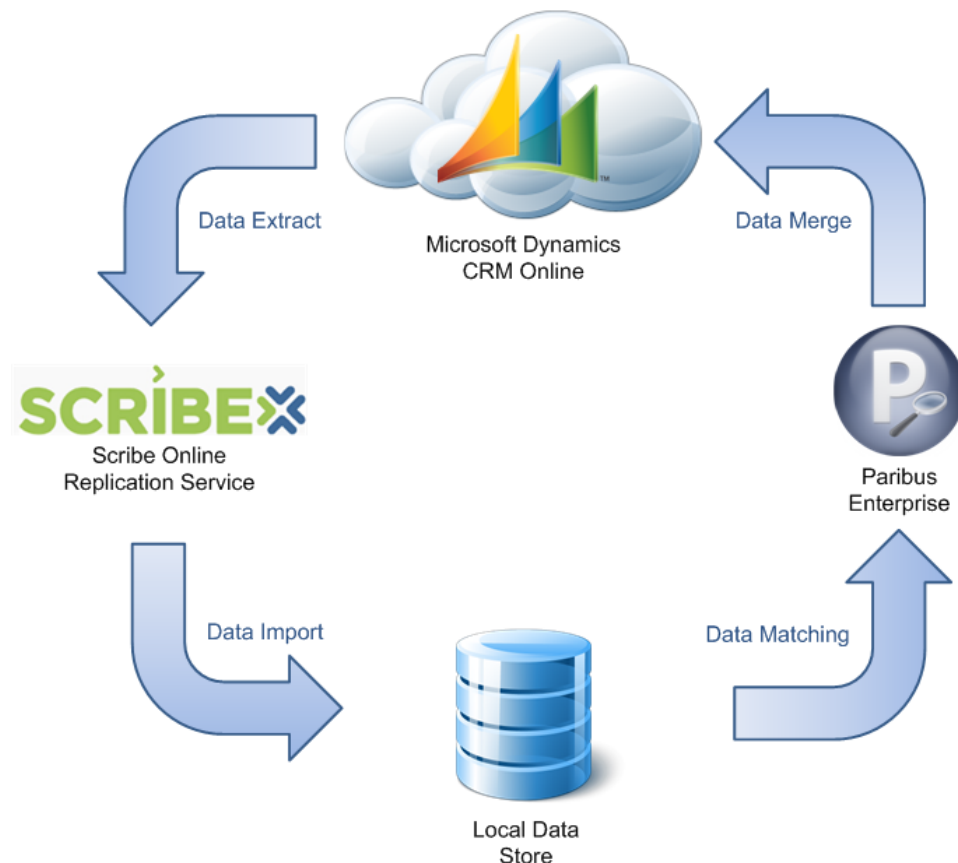 Microsoft Dynamics
CRM Online
TM
Data Extract
Data Merge
SCRIBE
Scribe Online
Replication Service
P
Paribus
Enterprise
Data Import
Data Matching
Local Data
Store